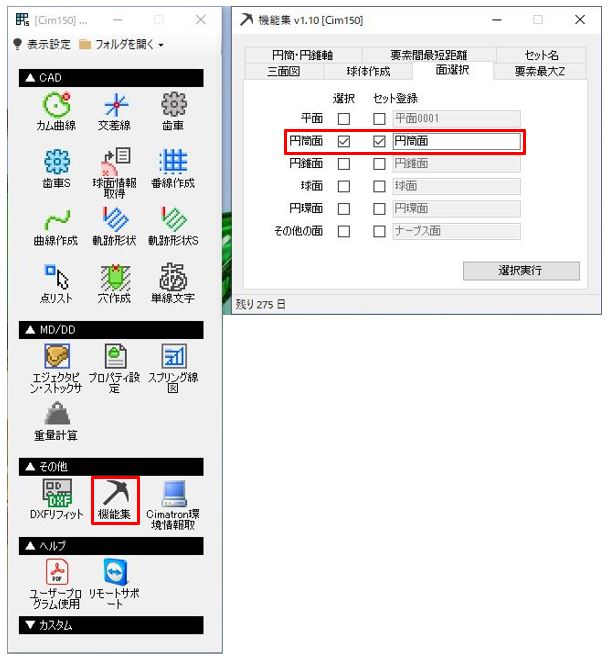 [Cim150] ...
表示設定 フォルダを開く
▲ CAD
カム曲線 交差線 歯車
歯車S 球面情報取得 番線作成
曲線作成 軌跡形状 軌跡形状S
点リスト 穴作成 単線文字
▲ MD/DD
エジェクタピン・ストックサ プロパティ設定 スプリング線図
重量計算
▲ その他
DXF
DXFリフィット 機能集 Cimatron環境情報取
▲ ヘルプ
PDF
ユーザープログラム使用 リモートサポート
▼ カスタム
機能集 v1.10 [Cim150]
円筒・円錐軸 要素間最短距離 セット名
三面図 球体作成 面選択 要素最大Z
選択 セット登録
平面 平面0001
円筒面 円筒面
円錐面 円錐面
球面 球面
円環面 円環面
その他の面 ナーブス面
選択実行
残り 275 日